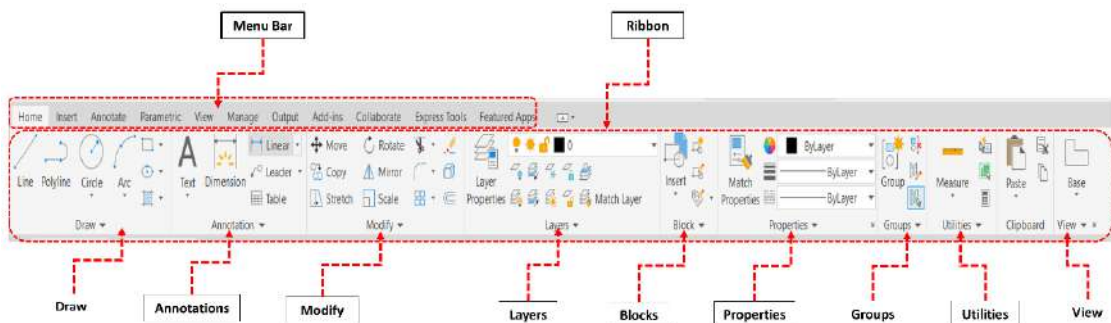 Menu Bar
Ribbon
Home Insert Annotate Parametric View Manage Output Add-ins Collaborate Express Tools Featured Apps
Line Polyline Circle Arc
Text Dimension
Linear
Leader
Table
Move Rotate
Copy Mirror
Stretch Scale
Layer
Properties
0
Match Layer
Insert
Match
Properties
ByLayer
ByLayer
ByLayer
Group
Measure
Paste
Base
Draw Annotation Modify Layers Block Properties Groups Utilities Clipboard View
Draw Annotations Modify Layers Blocks Properties Groups Utilities View